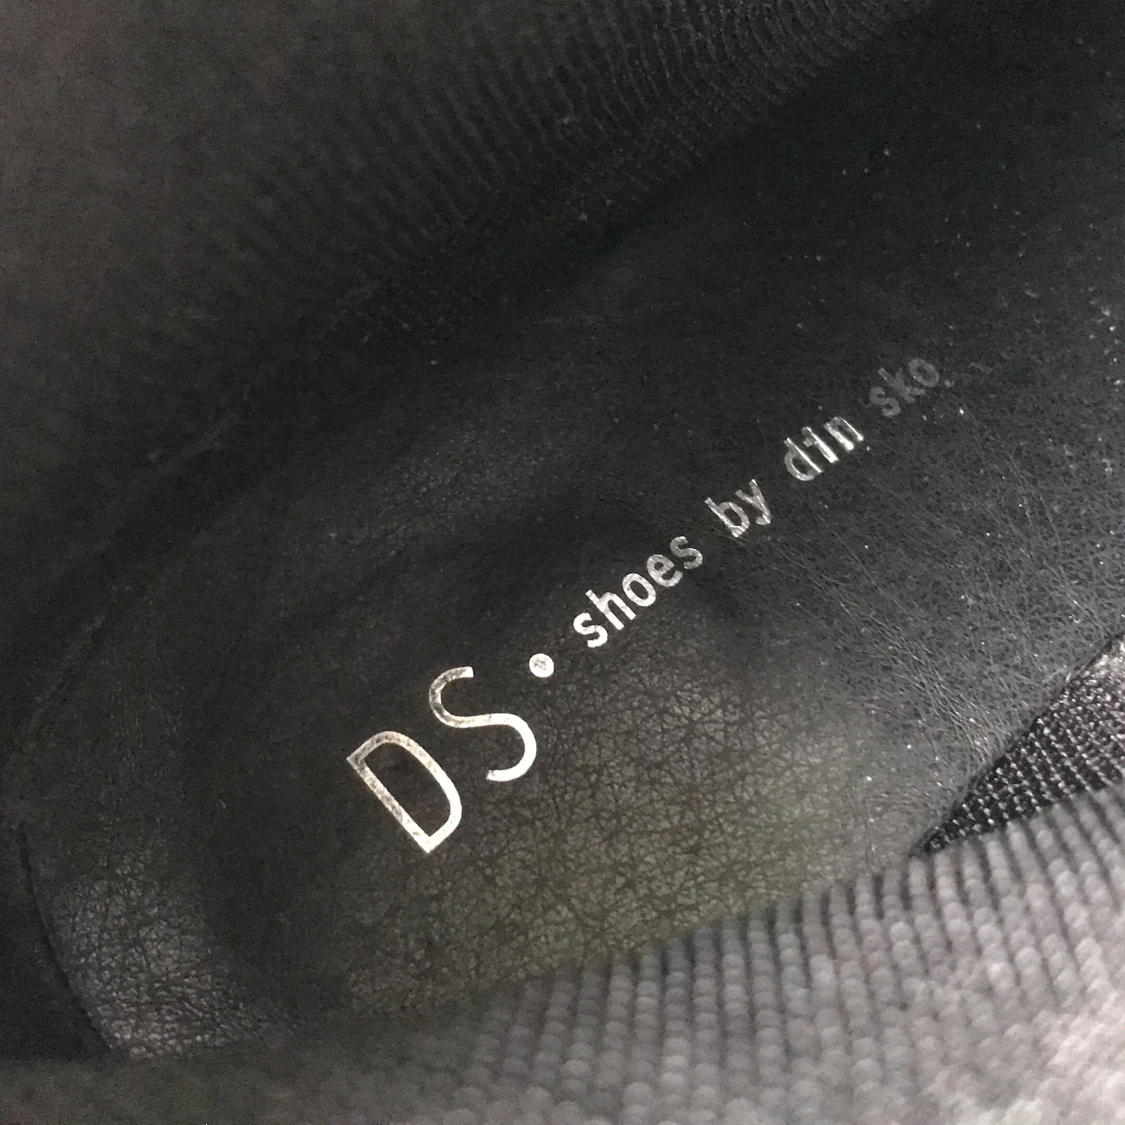 DS • shoes by din sko